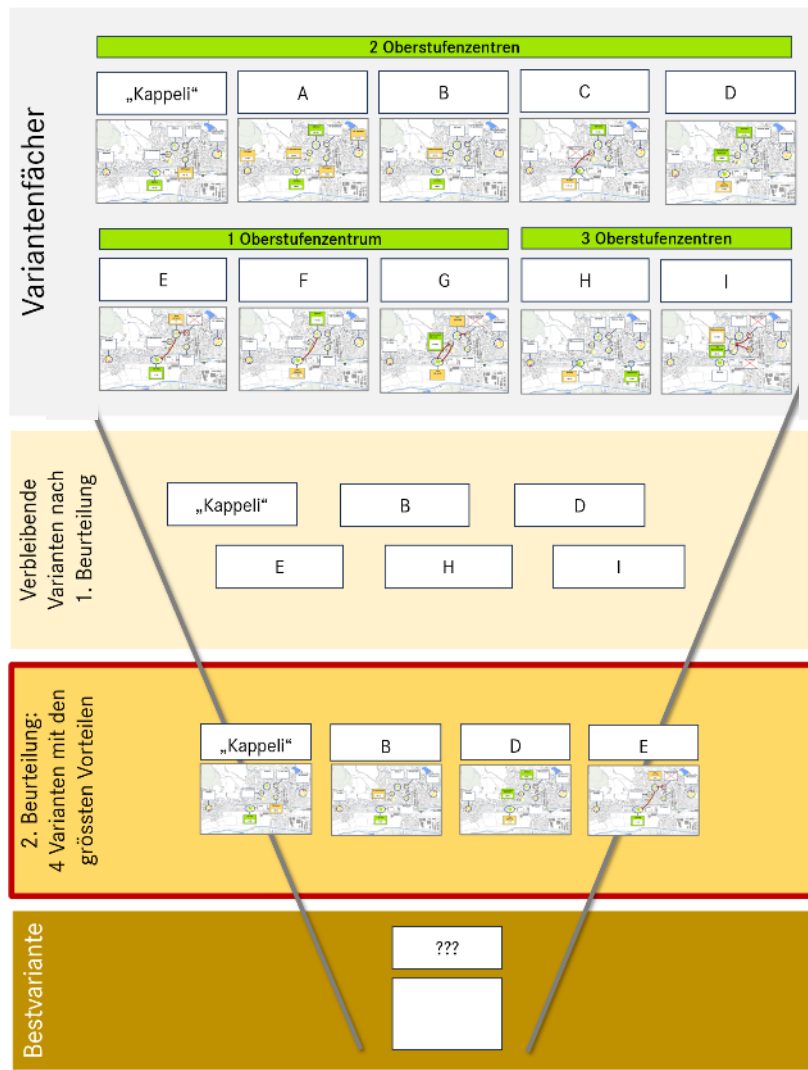 2 Oberstufenzentren
„Kappeli“
A
B
C
D
Variantenfächer
1 Oberstufenzentrum
3 Oberstufenzentren
E
F
G
H
I
Verbleibende
Varianten nach
1. Beurteilung
„Kappeli“
B
D
E
H
I
2. Beurteilung:
4 Varianten mit den
grössten Vorteilen
„Kappeli“
B
D
E
Bestvariante
???